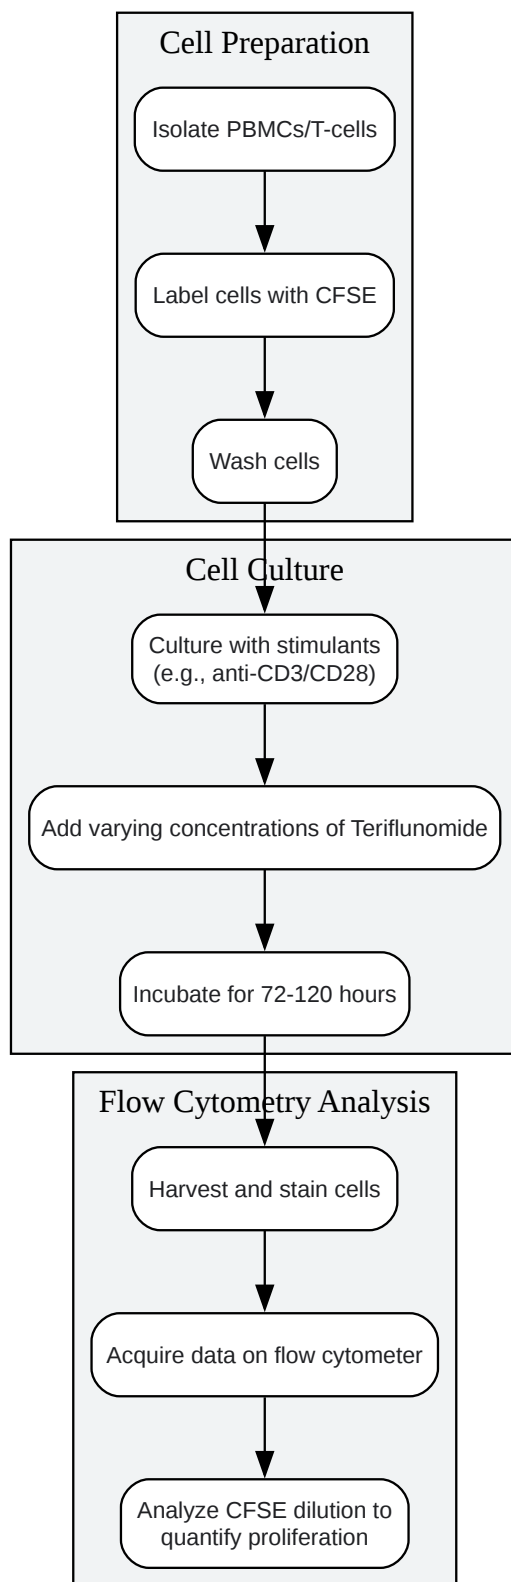 Cell Preparation
Isolate PBMCs/T-cells
Label cells with CFSE
Wash cells
Cell Culture
Culture with stimulants
(e.g., anti-CD3/CD28)
Add varying concentrations of Teriflunomide
Incubate for 72-120 hours
Flow Cytometry Analysis
Harvest and stain cells
Acquire data on flow cytometer
Analyze CFSE dilution to
quantify proliferation